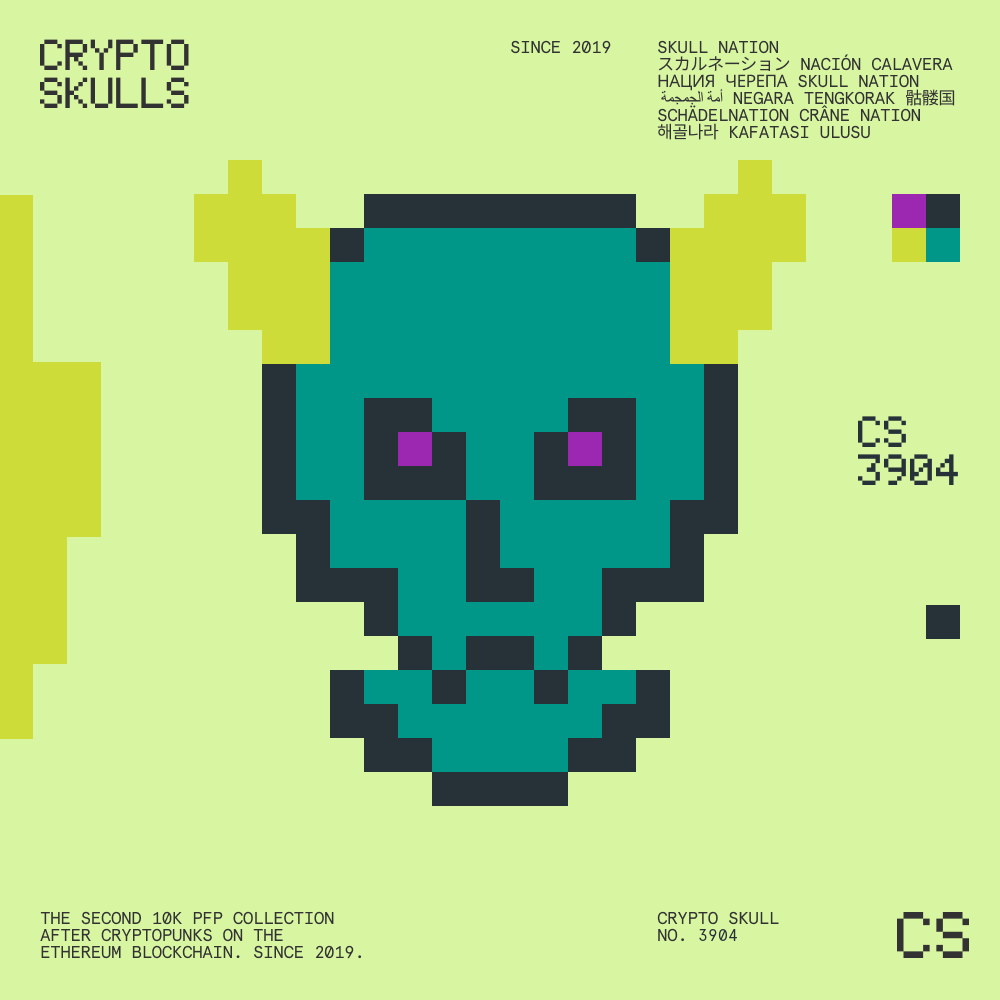 CRYPTO
SKULLS
SINCE 2019
SKULL NATION
スカルネーション NACIÓN CALAVERA
НАЦИЯ ЧЕРЕПА SKULL NATION
أمة الجمجمة NEGARA TENGKORAK 骷髅国
SCHÄDELNATION CRÂNE NATION
해골나라 KAFATASI ULUSU
CS
3904
THE SECOND 10K PFP COLLECTION
AFTER CRYPTOPUNKS ON THE
ETHEREUM BLOCKCHAIN. SINCE 2019.
CRYPTO SKULL
NO. 3904
CS